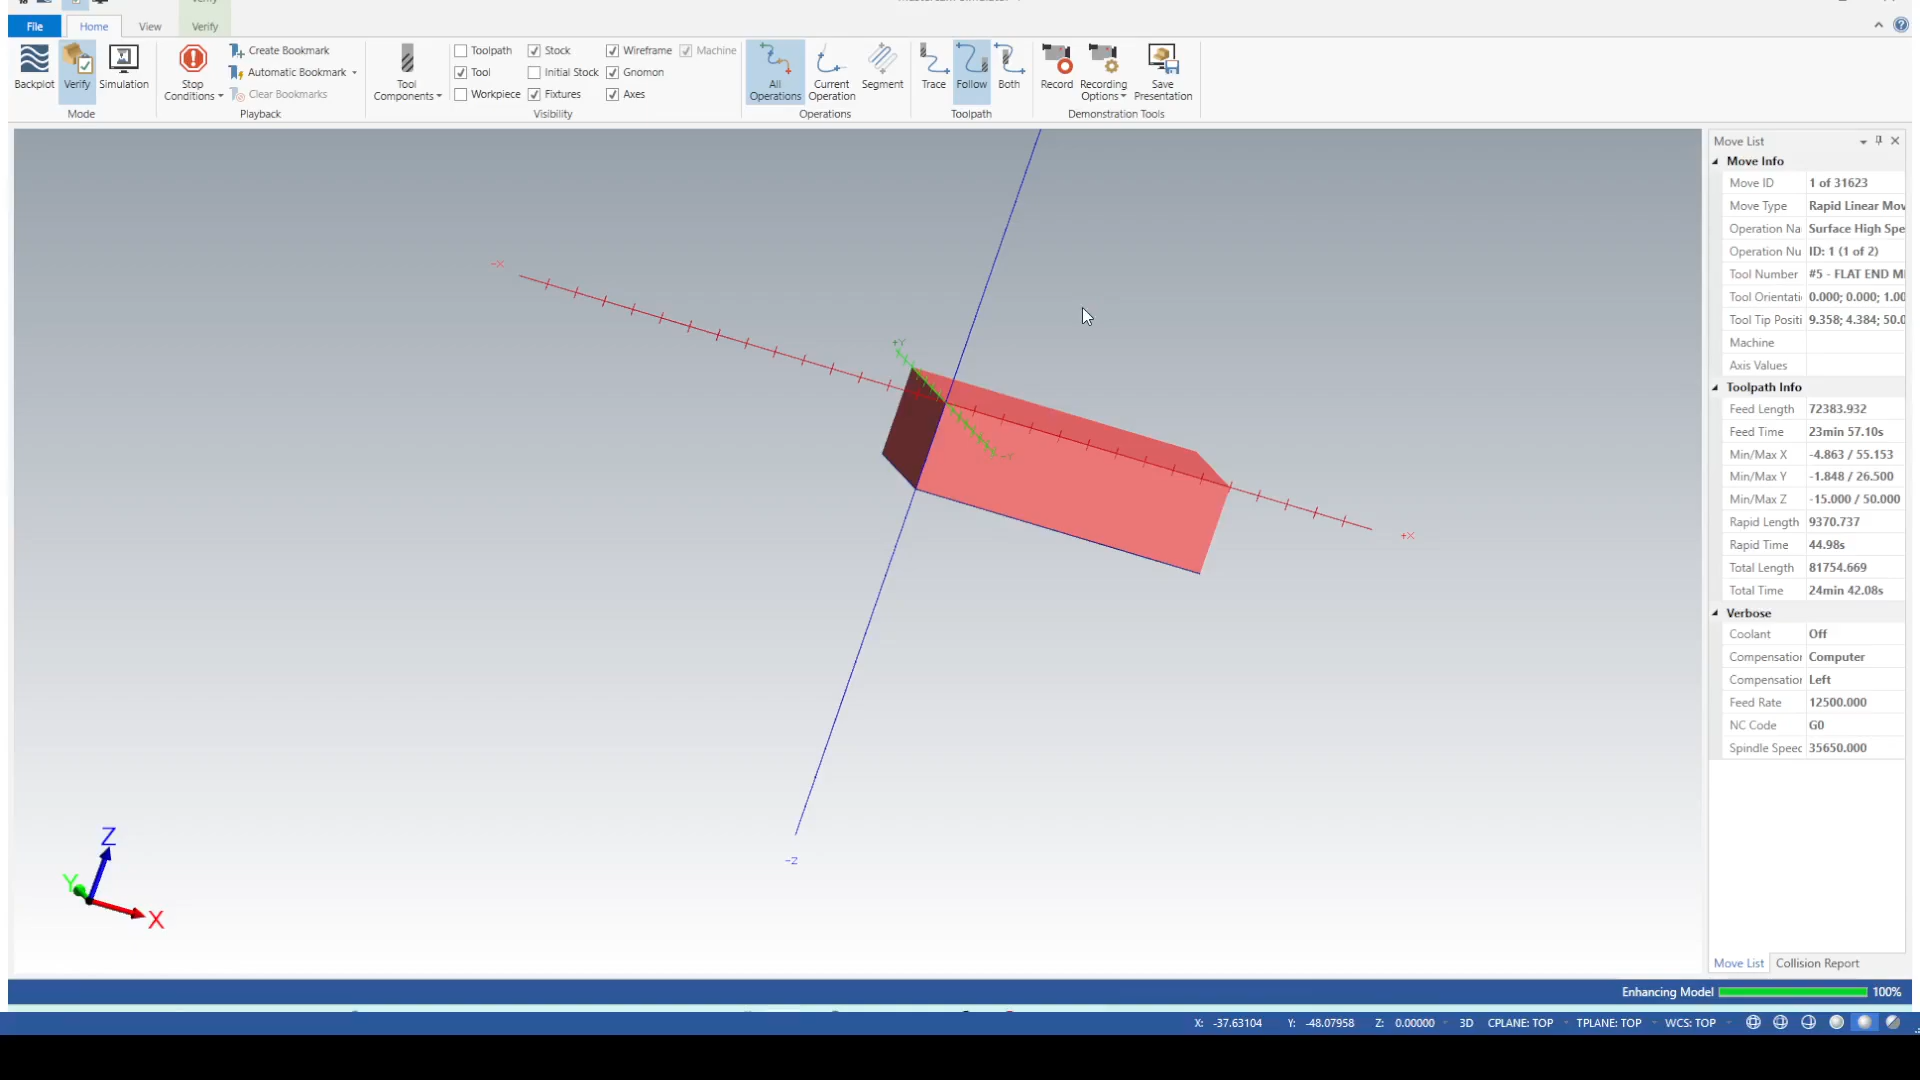 Verify
File Home View Verify
Backplot Verify Simulation
Mode
Stop Conditions
Create Bookmark
Automatic Bookmark
Clear Bookmarks
Playback
Tool Components
Toolpath Stock Wireframe Machine
Tool Initial Stock Gnomon
Workpiece Fixtures Axes
Visibility
All Operations
Current Operation
Segment
Operations
Trace Follow Both
Toolpath
Record
Recording Options
Save Presentation
Demonstration Tools
-X
+Y
-Y
+X
-Z
Z
Y
X
Move List
Move Info
Move ID 1 of 31623
Move Type Rapid Linear Mov
Operation Na Surface High Spe
Operation Nu ID: 1 (1 of 2)
Tool Number #5 - FLAT END M
Tool Orientati 0.000; 0.000; 1.00
Tool Tip Positi 9.358; 4.384; 50.0
Machine
Axis Values
Toolpath Info
Feed Length 72383.932
Feed Time 23min 57.10s
Min/Max X -4.863 / 55.153
Min/Max Y -1.848 / 26.500
Min/Max Z -15.000 / 50.000
Rapid Length 9370.737
Rapid Time 44.98s
Total Length 81754.669
Total Time 24min 42.08s
Verbose
Coolant Off
Compensation Computer
Compensation Left
Feed Rate 12500.000
NC Code G0
Spindle Speed 35650.000
Move List Collision Report
Enhancing Model 100%
X: -37.63104 Y: -48.07958 Z: 0.00000 3D CPLANE: TOP TPLANE: TOP WCS: TOP